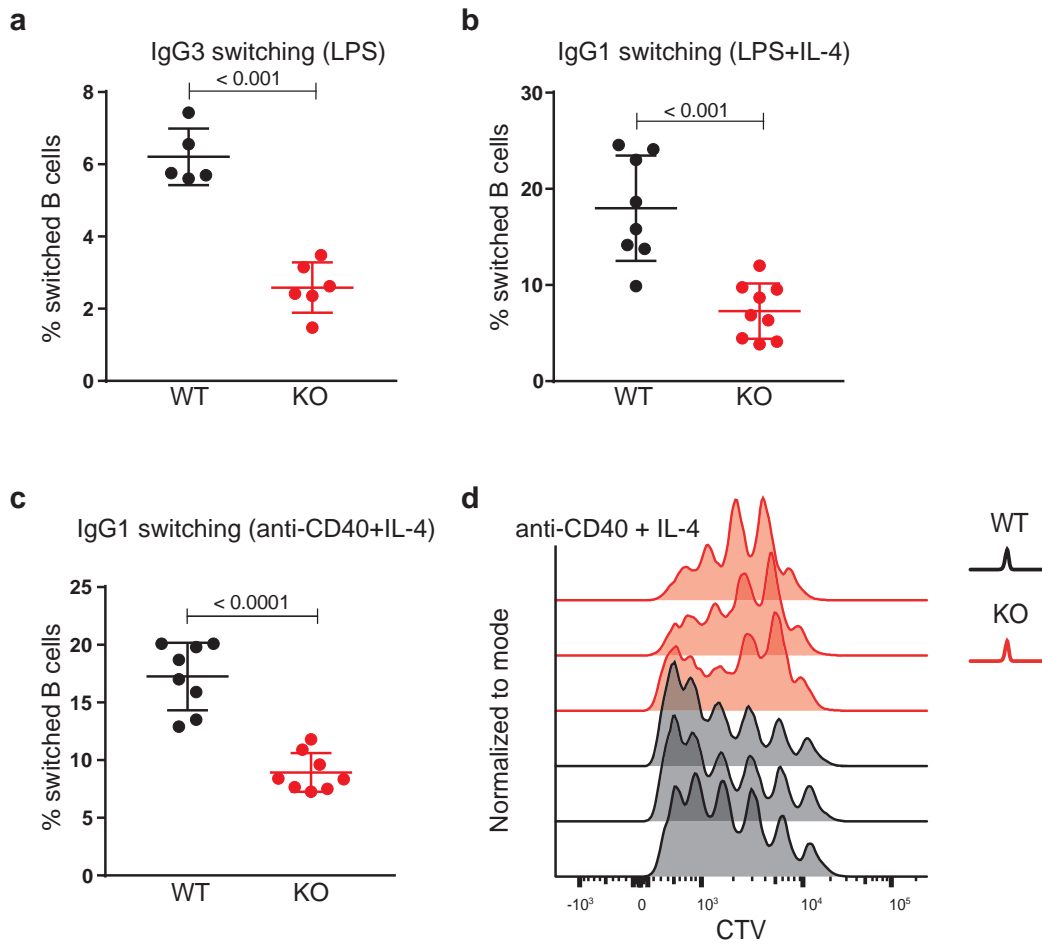 a
IgG3 switching (LPS)
< 0.001
% switched B cells
8
6
4
2
0
WT
KO
b
IgG1 switching (LPS+IL-4)
< 0.001
% switched B cells
30
20
10
0
WT
KO
c
IgG1 switching (anti-CD40+IL-4)
< 0.0001
% switched B cells
25
20
15
10
5
0
WT
KO
d
anti-CD40 + IL-4
Normalized to mode
-10³ 0 10³ 10⁴ 10⁵
CTV
WT
KO